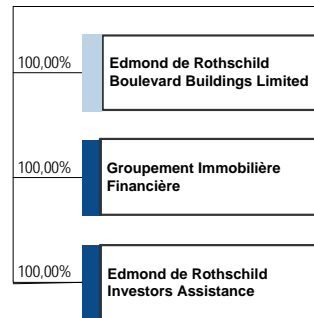 100,00%
Edmond de Rothschild
Boulevard Buildings Limited
100,00%
Groupement Immobilière
Financière
100,00%
Edmond de Rothschild
Investors Assistance